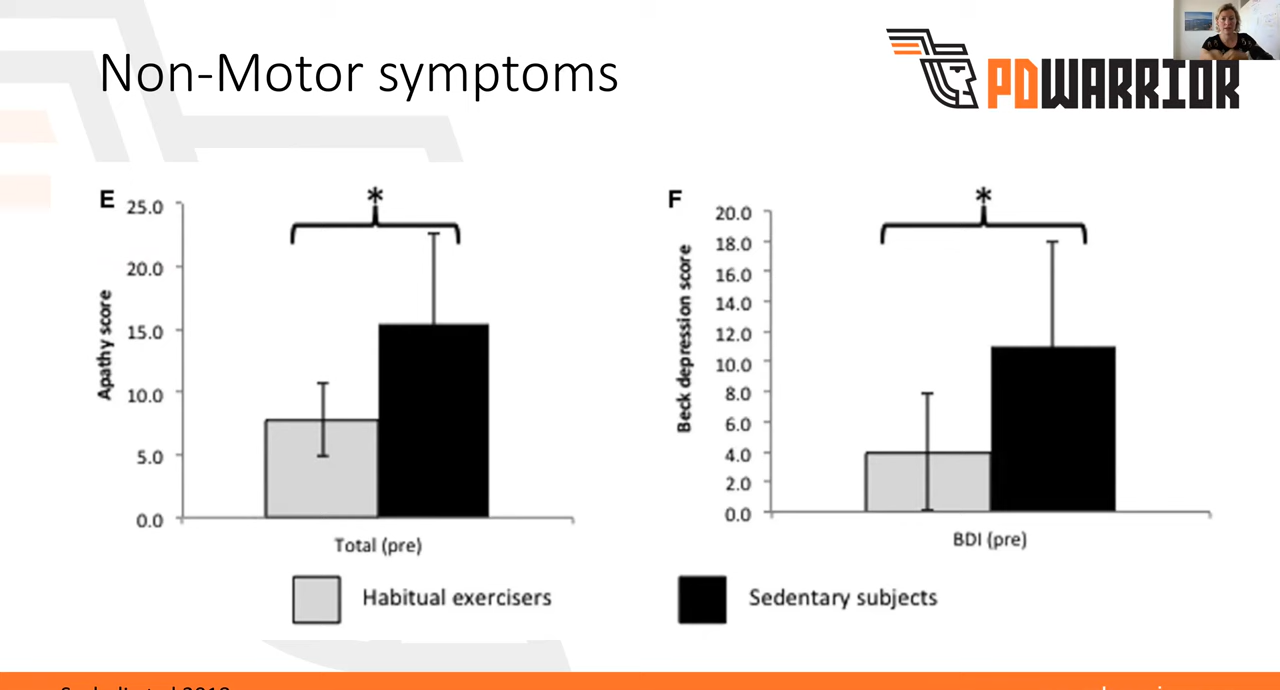 Non-Motor symptoms
PDWARRIOR
E
*
25.0
20.0
15.0
10.0
5.0
0.0
Apathy score
Total (pre)
F
*
20.0
18.0
16.0
14.0
12.0
10.0
8.0
6.0
4.0
2.0
0.0
Beck depression score
BDI (pre)
Habitual exercisers
Sedentary subjects